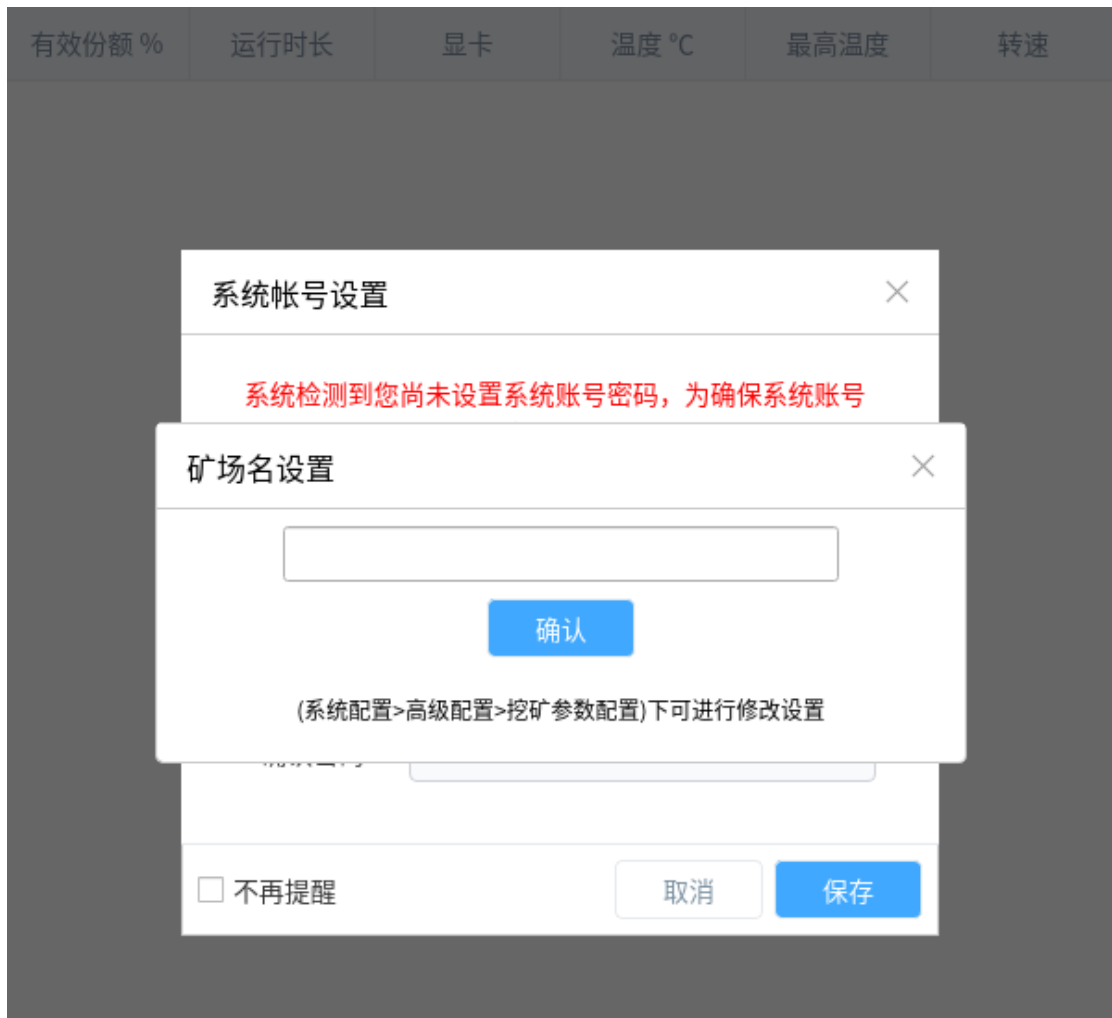 有效份额 % 运行时长 显卡 温度 °C 最高温度 转速
系统帐号设置
系统检测到您尚未设置系统账号密码，为确保系统账号
矿场名设置
确认
(系统配置>高级配置>挖矿参数配置)下可进行修改设置
不再提醒 取消 保存